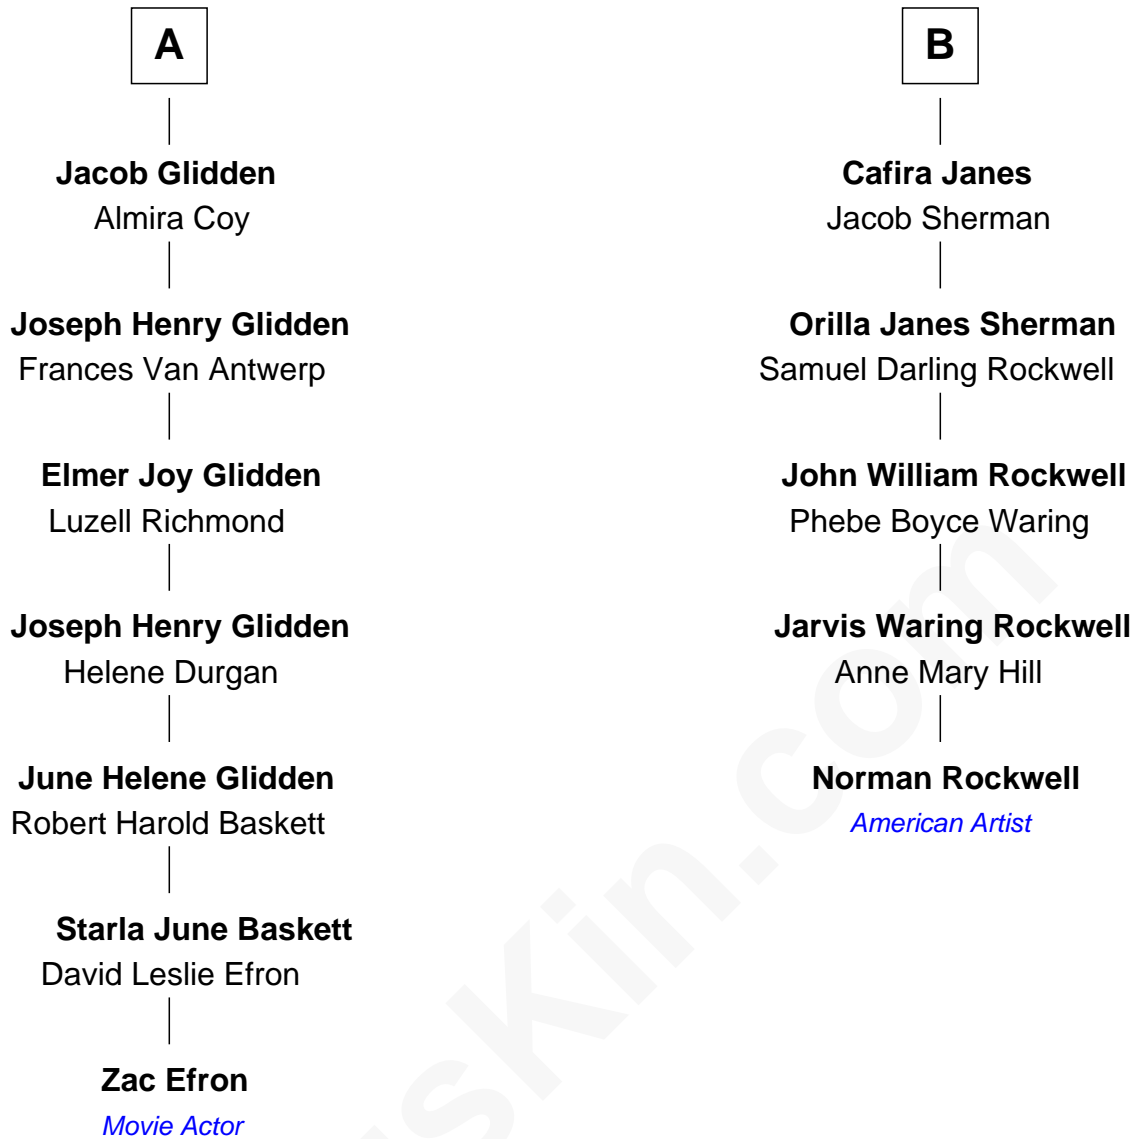 A
Jacob Glidden
Almira Coy
Joseph Henry Glidden
Frances Van Antwerp
Elmer Joy Glidden
Luzell Richmond
Joseph Henry Glidden
Helene Durgan
June Helene Glidden
Robert Harold Baskett
Starla June Baskett
David Leslie Efron
Zac Efron
Movie Actor
B
Cafira Janes
Jacob Sherman
Orilla Janes Sherman
Samuel Darling Rockwell
John William Rockwell
Phebe Boyce Waring
Jarvis Waring Rockwell
Anne Mary Hill
Norman Rockwell
American Artist